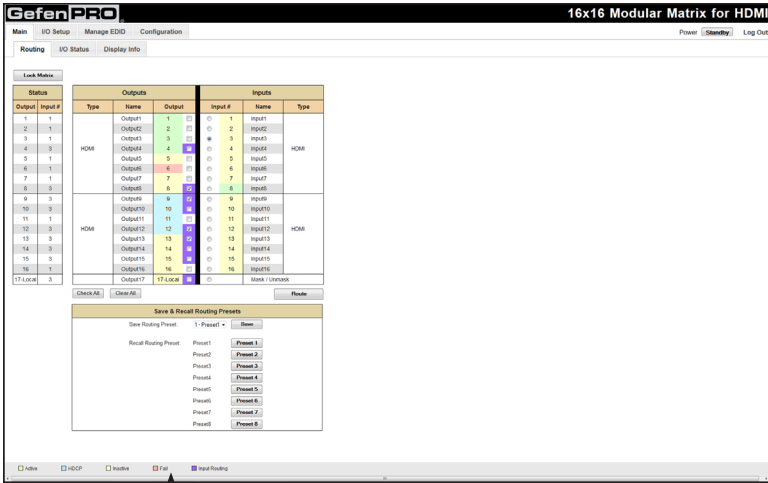 Gefen PRO 16x16 Modular Matrix for HDMI
Main I/O Setup Manage EDID Configuration Power Standby Log Out
Routing I/O Status Display Info
Lock Matrix
Status Outputs Inputs
Output Input # Type Name Output Input # Name Type
1 1 Output1 1 1 Input1
2 1 Output2 2 2 Input2
3 1 Output3 3 3 Input3
4 3 HDMI Output4 4 4 Input4 HDMI
5 1 Output5 5 5 Input5
6 1 Output6 6 6 Input6
7 1 Output7 7 7 Input7
8 3 Output8 8 8 Input8
9 3 Output9 9 9 Input9
10 3 Output10 10 10 Input10
11 1 Output11 11 11 Input11
12 3 HDMI Output12 12 12 Input12 HDMI
13 3 Output13 13 13 Input13
14 3 Output14 14 14 Input14
15 3 Output15 15 15 Input15
16 1 Output16 16 16 Input16
17-Local 3 Output17 17-Local Mask / Unmask
Check All Clear All Route
Save & Recall Routing Presets
Save Routing Preset: 1 - Preset1 Save
Recall Routing Preset: Preset1 Preset 1
Preset2 Preset 2
Preset3 Preset 3
Preset4 Preset 4
Preset5 Preset 5
Preset6 Preset 6
Preset7 Preset 7
Preset8 Preset 8
Active HDCP Inactive Fail Input Routing